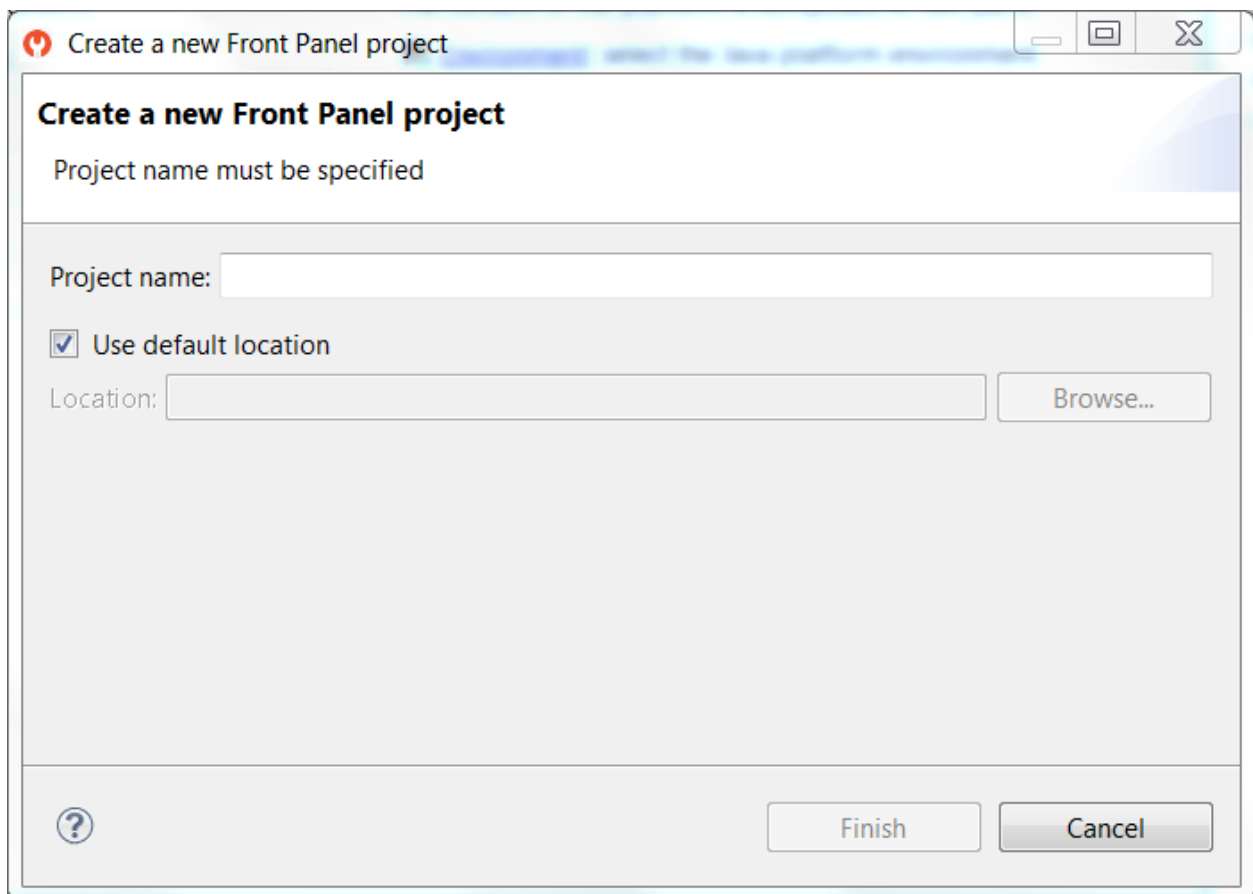 Create a new Front Panel project
Create a new Front Panel project
Project name must be specified
Project name:
Use default location
Location:
Browse...
?
Finish
Cancel